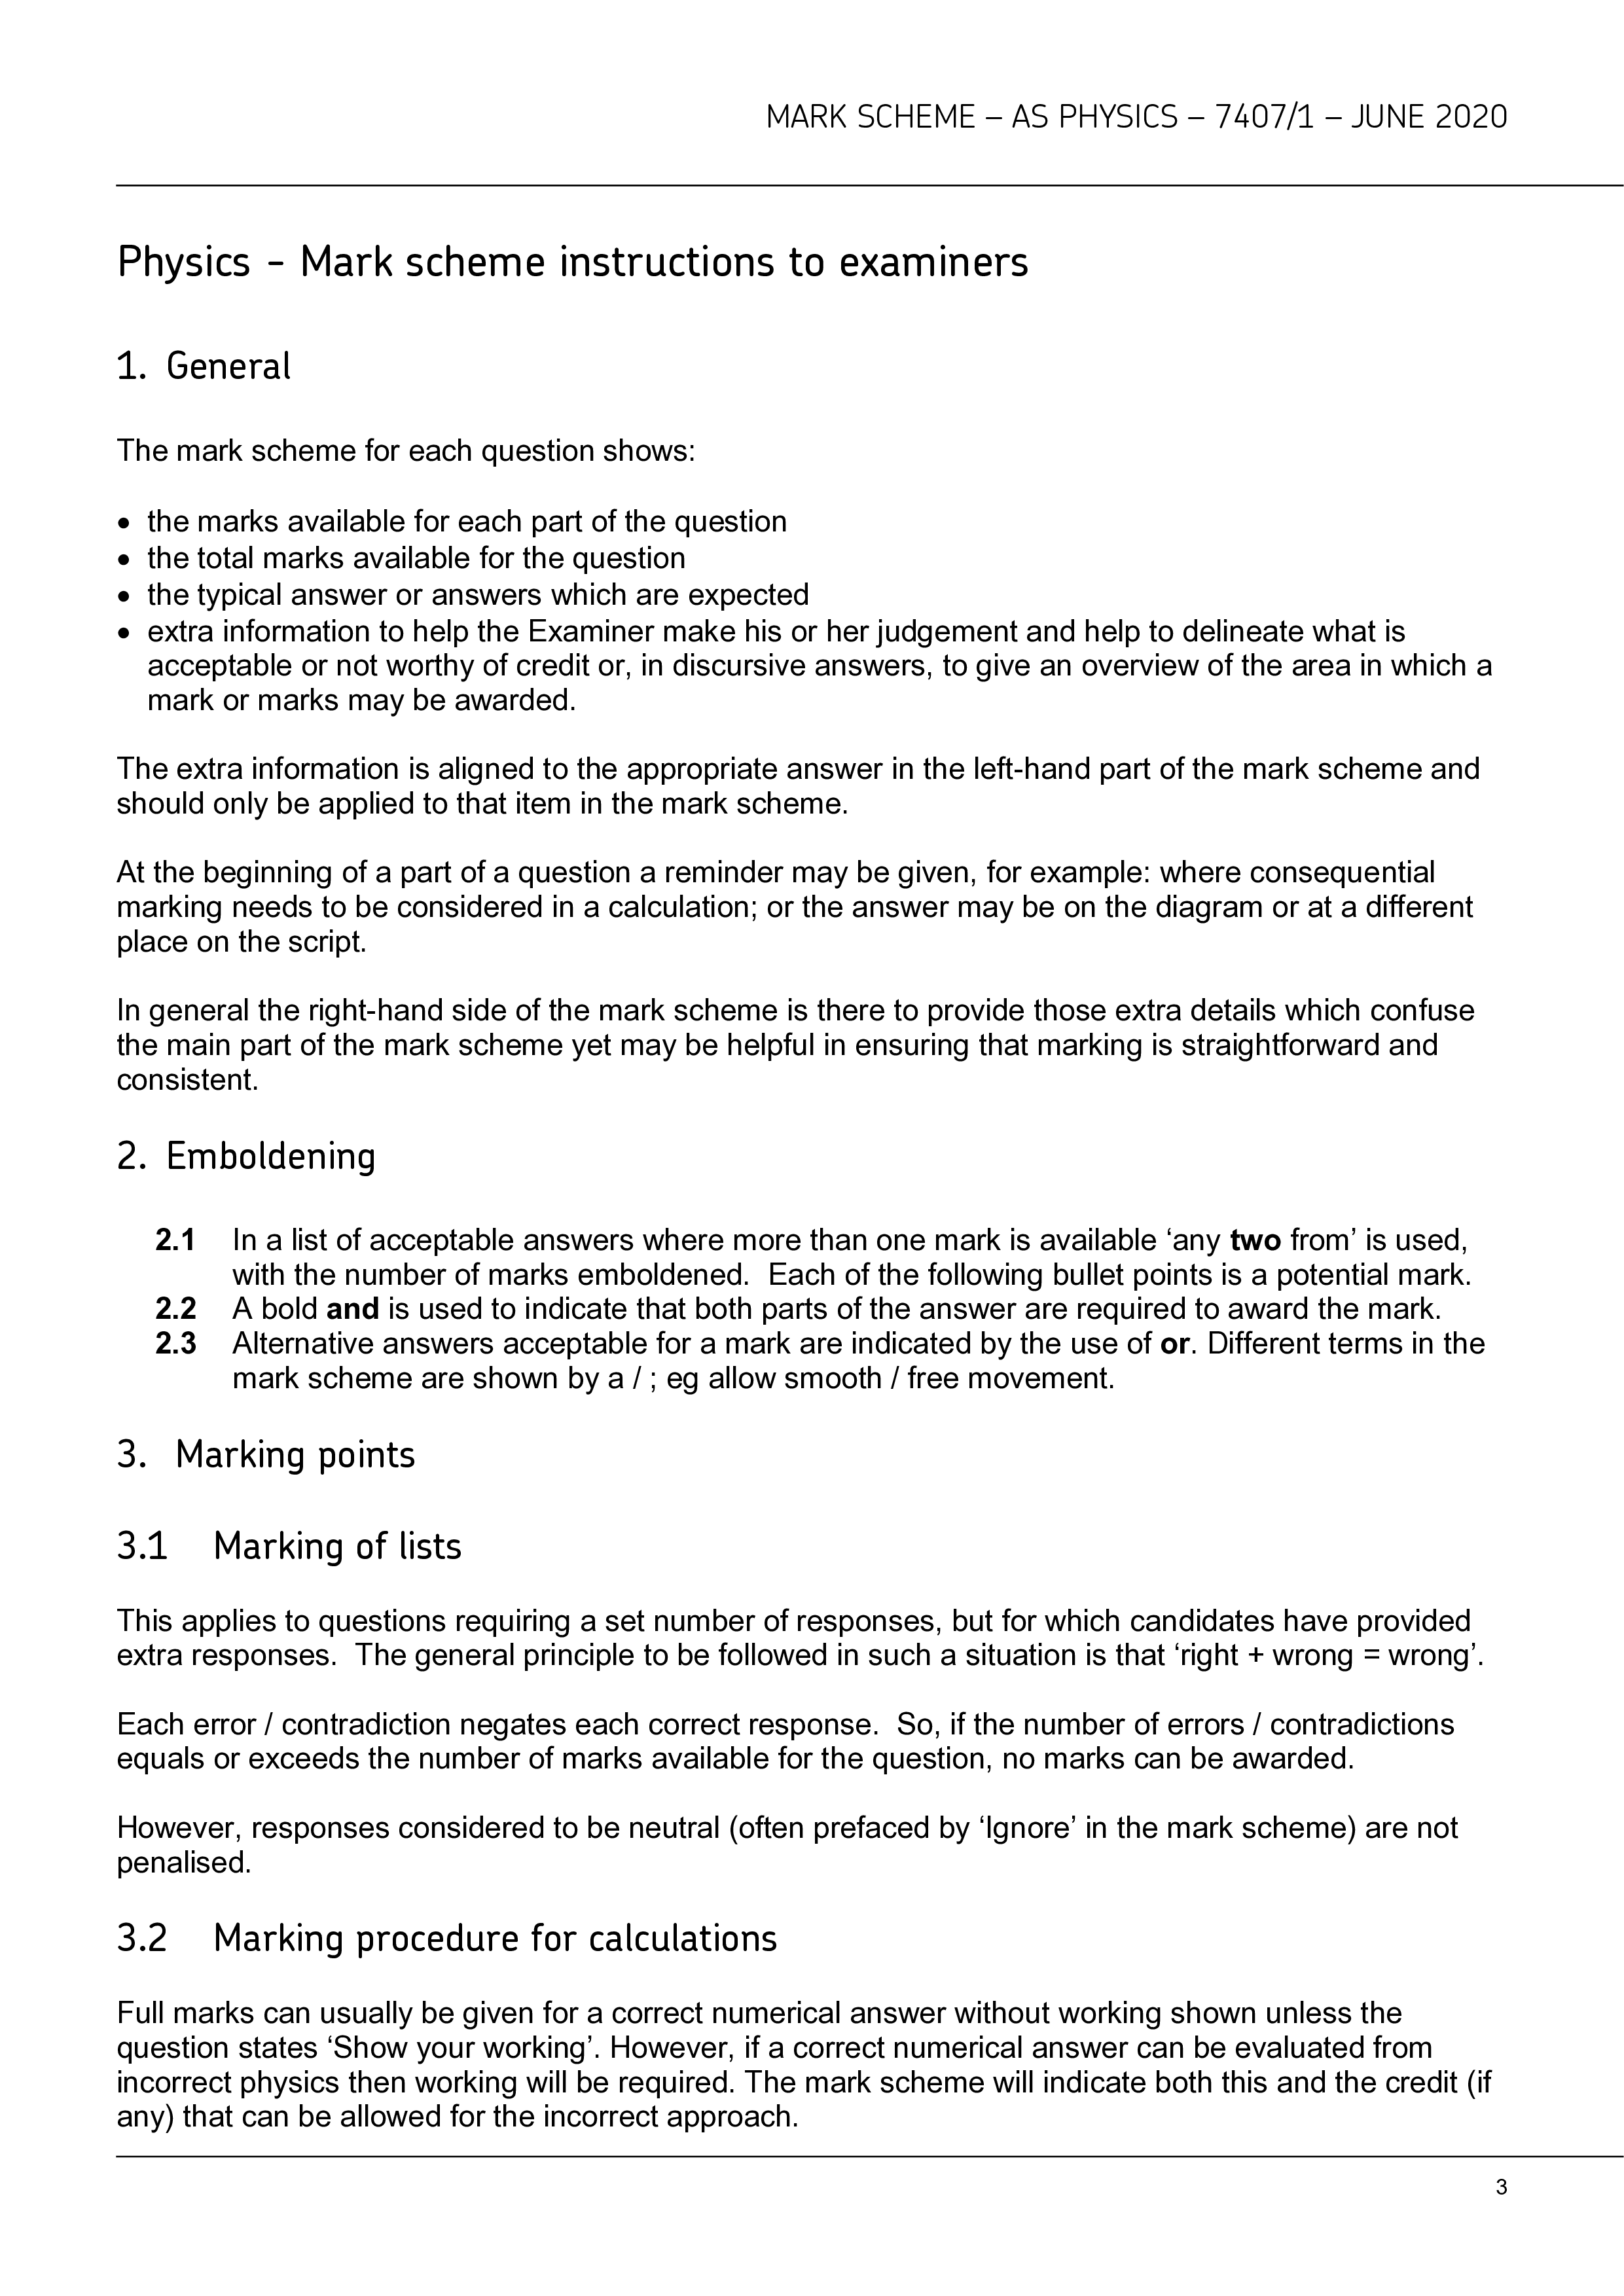 MARK SCHEME – AS PHYSICS – 7407/1 – JUNE 2020
Physics - Mark scheme instructions to examiners
1. General
The mark scheme for each question shows:
• the marks available for each part of the question
• the total marks available for the question
• the typical answer or answers which are expected
• extra information to help the Examiner make his or her judgement and help to delineate what is
acceptable or not worthy of credit or, in discursive answers, to give an overview of the area in which a
mark or marks may be awarded.
The extra information is aligned to the appropriate answer in the left-hand part of the mark scheme and
should only be applied to that item in the mark scheme.
At the beginning of a part of a question a reminder may be given, for example: where consequential
marking needs to be considered in a calculation; or the answer may be on the diagram or at a different
place on the script.
In general the right-hand side of the mark scheme is there to provide those extra details which confuse
the main part of the mark scheme yet may be helpful in ensuring that marking is straightforward and
consistent.
2. Emboldening
2.1 In a list of acceptable answers where more than one mark is available ‘any two from’ is used,
with the number of marks emboldened. Each of the following bullet points is a potential mark.
2.2 A bold and is used to indicate that both parts of the answer are required to award the mark.
2.3 Alternative answers acceptable for a mark are indicated by the use of or. Different terms in the
mark scheme are shown by a / ; eg allow smooth / free movement.
3. Marking points
3.1 Marking of lists
This applies to questions requiring a set number of responses, but for which candidates have provided
extra responses. The general principle to be followed in such a situation is that ‘right + wrong = wrong’.
Each error / contradiction negates each correct response. So, if the number of errors / contradictions
equals or exceeds the number of marks available for the question, no marks can be awarded.
However, responses considered to be neutral (often prefaced by ‘Ignore’ in the mark scheme) are not
penalised.
3.2 Marking procedure for calculations
Full marks can usually be given for a correct numerical answer without working shown unless the
question states ‘Show your working’. However, if a correct numerical answer can be evaluated from
incorrect physics then working will be required. The mark scheme will indicate both this and the credit (if
any) that can be allowed for the incorrect approach.
3